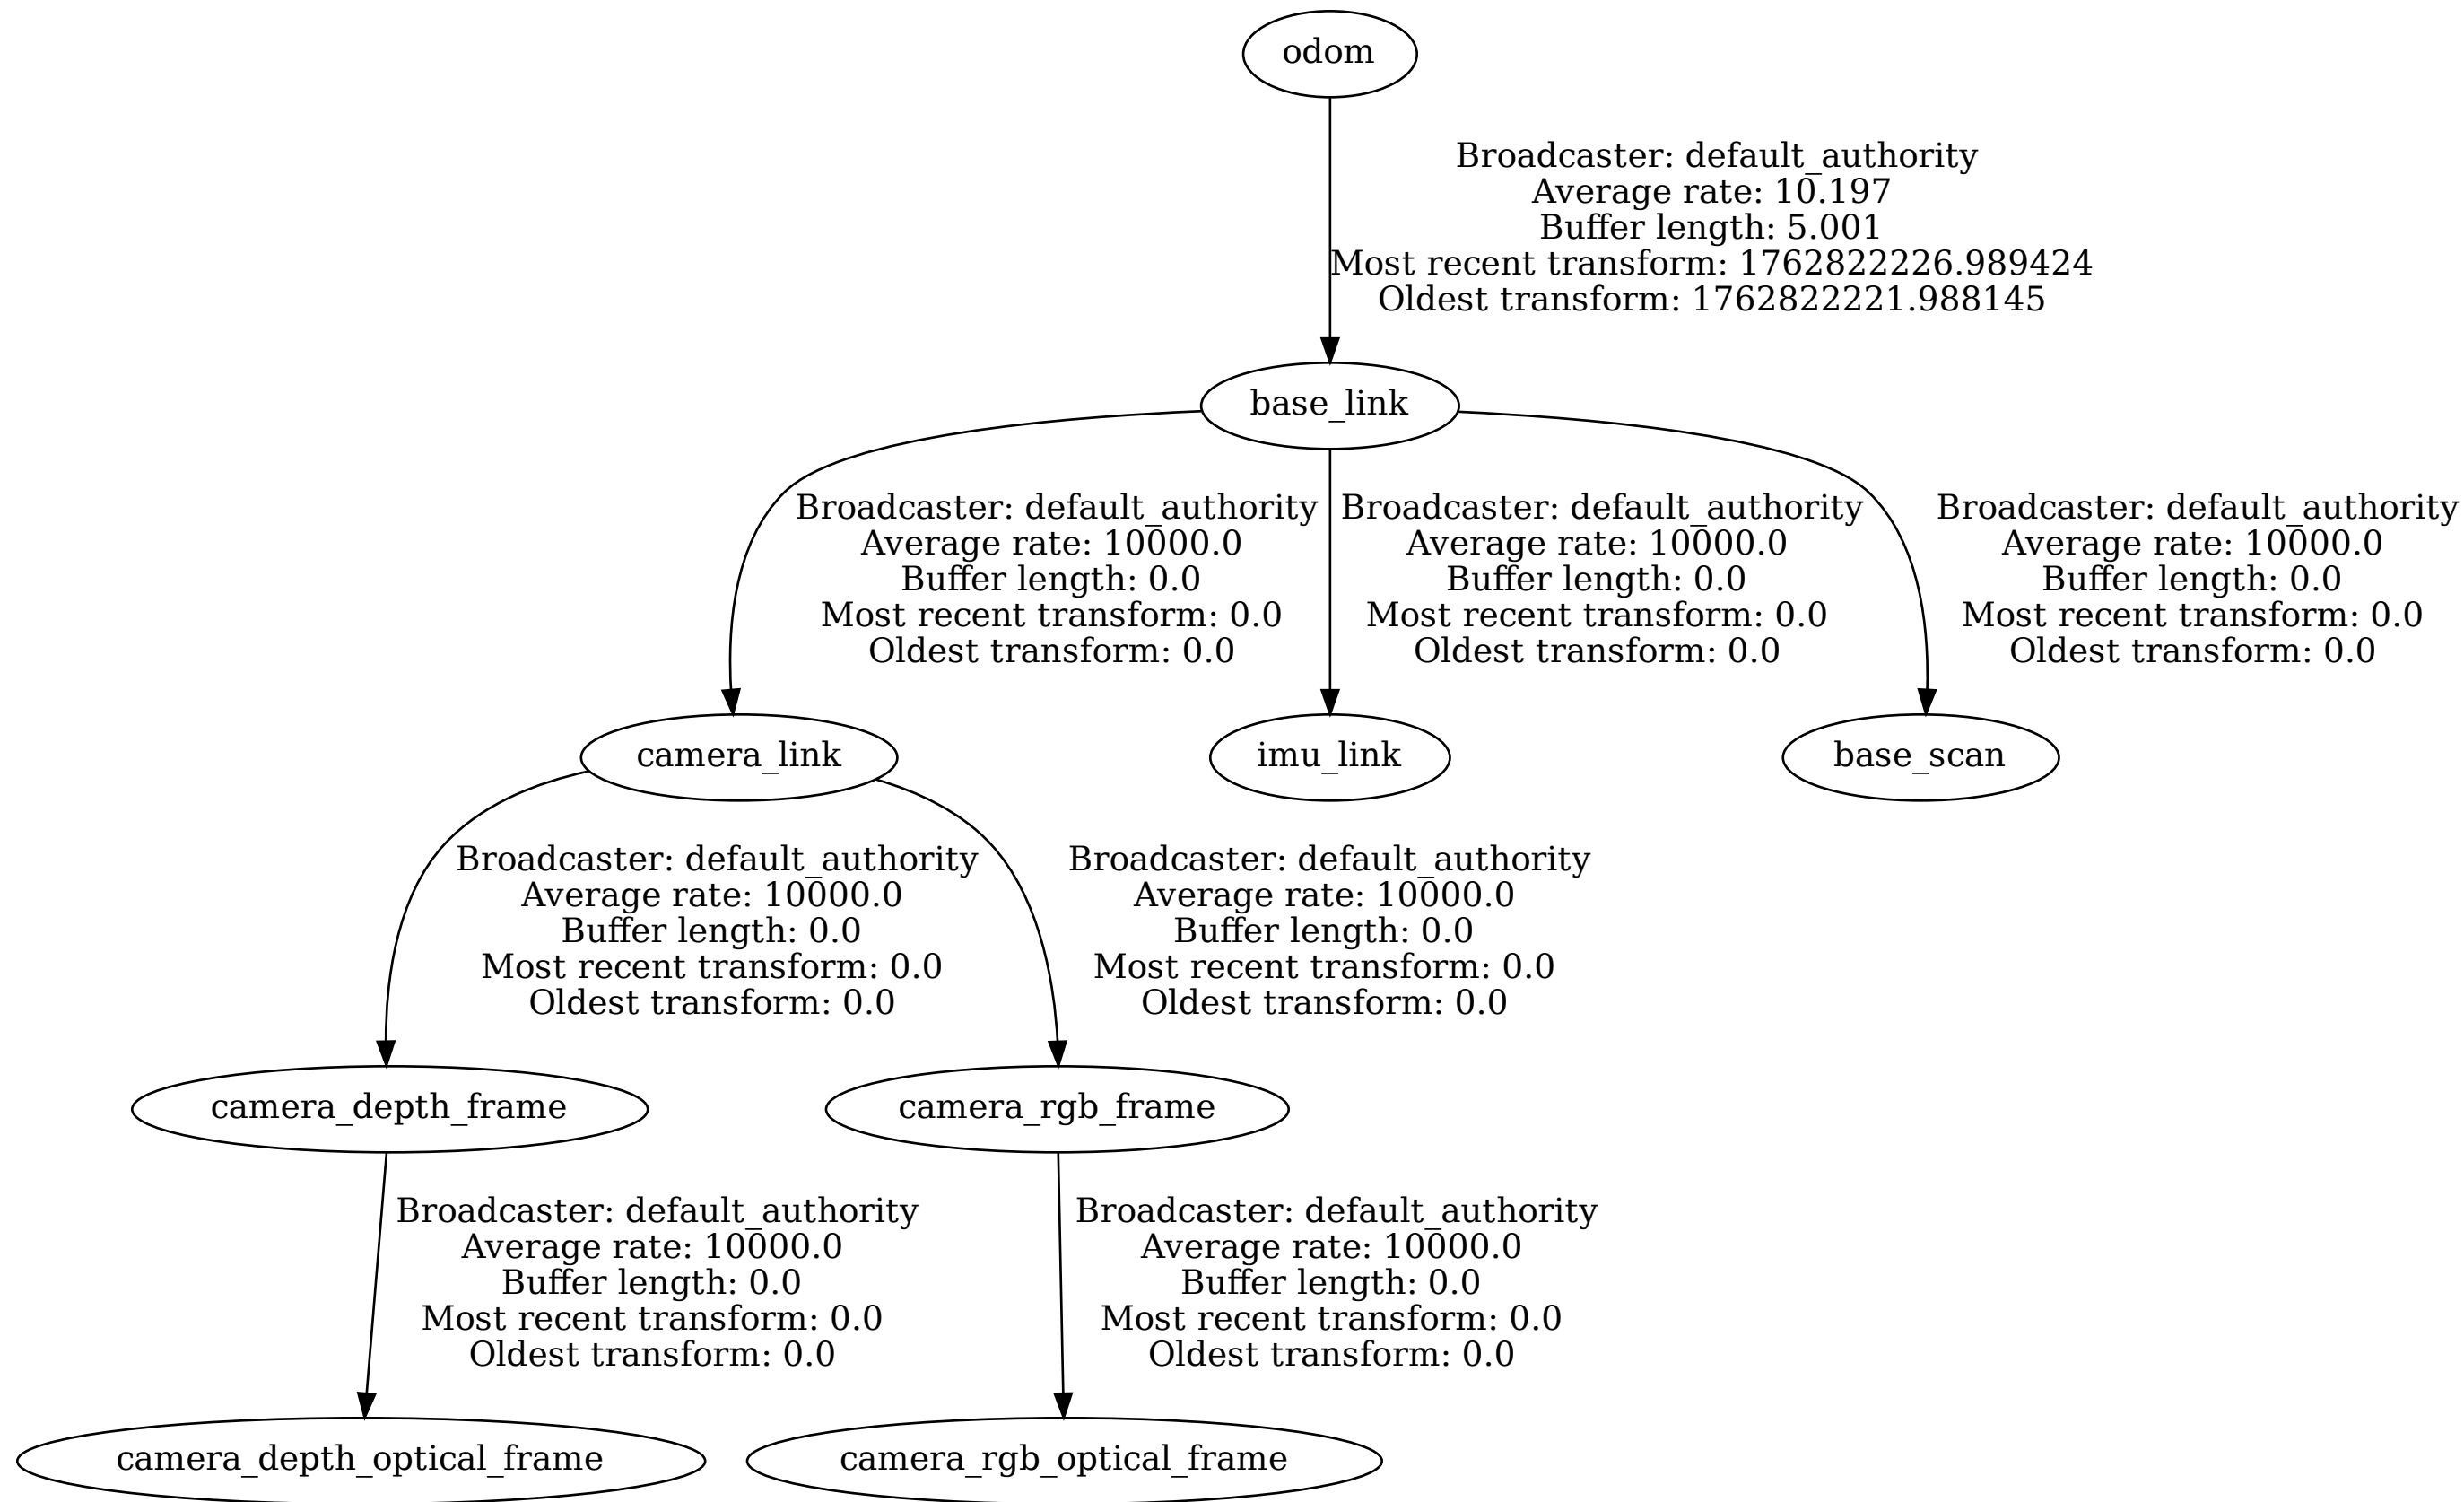 odom
Broadcaster: default_authority
Average rate: 10.197
Buffer length: 5.001
Most recent transform: 1762822226.989424
Oldest transform: 1762822221.988145
base_link
Broadcaster: default_authority
Average rate: 10000.0
Buffer length: 0.0
Most recent transform: 0.0
Oldest transform: 0.0
Broadcaster: default_authority
Average rate: 10000.0
Buffer length: 0.0
Most recent transform: 0.0
Oldest transform: 0.0
Broadcaster: default_authority
Average rate: 10000.0
Buffer length: 0.0
Most recent transform: 0.0
Oldest transform: 0.0
camera_link
imu_link
base_scan
Broadcaster: default_authority
Average rate: 10000.0
Buffer length: 0.0
Most recent transform: 0.0
Oldest transform: 0.0
Broadcaster: default_authority
Average rate: 10000.0
Buffer length: 0.0
Most recent transform: 0.0
Oldest transform: 0.0
camera_depth_frame
camera_rgb_frame
Broadcaster: default_authority
Average rate: 10000.0
Buffer length: 0.0
Most recent transform: 0.0
Oldest transform: 0.0
Broadcaster: default_authority
Average rate: 10000.0
Buffer length: 0.0
Most recent transform: 0.0
Oldest transform: 0.0
camera_depth_optical_frame
camera_rgb_optical_frame